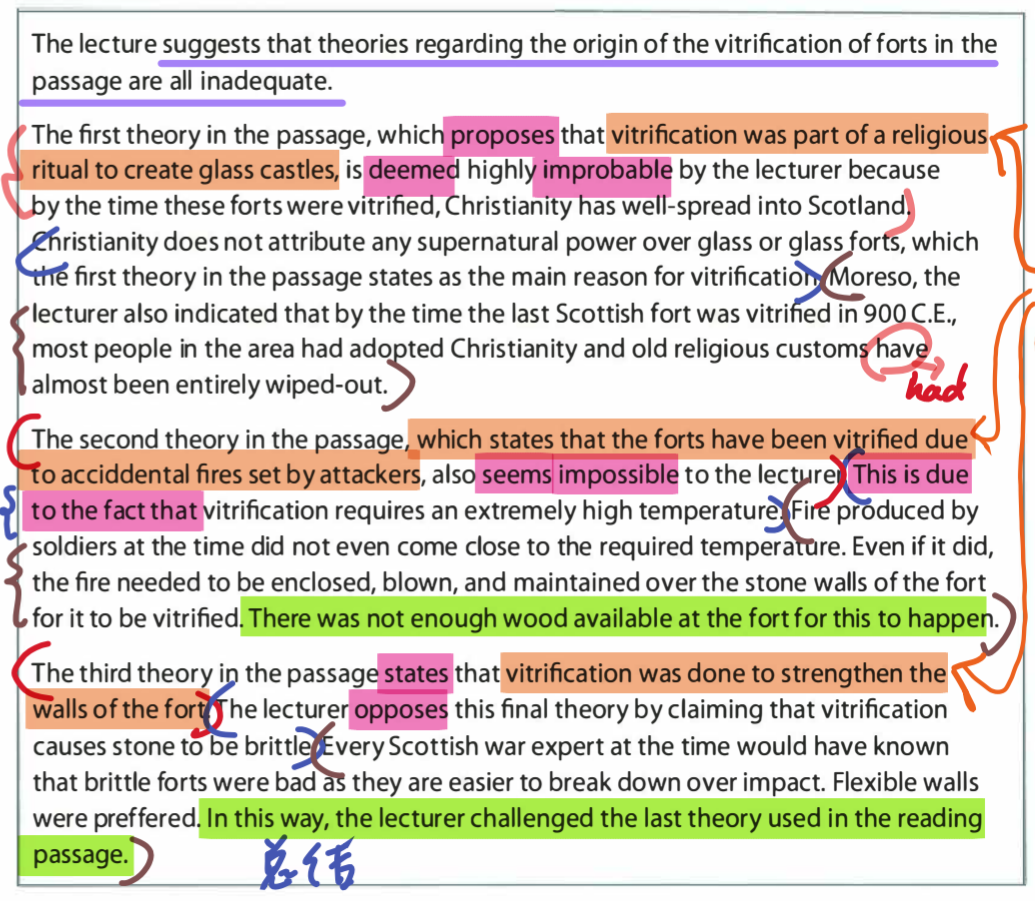 The lecture suggests that theories regarding the origin of the vitrification of forts in the
passage are all inadequate.
The first theory in the passage, which proposes that vitrification was part of a religious
ritual to create glass castles, is deemed highly improbable by the lecturer because
by the time these forts were vitrified, Christianity has well-spread into Scotland.
Christianity does not attribute any supernatural power over glass or glass forts, which
the first theory in the passage states as the main reason for vitrification. Moreso, the
lecturer also indicated that by the time the last Scottish fort was vitrified in 900 C.E.,
most people in the area had adopted Christianity and old religious customs have
had
almost been entirely wiped-out.
The second theory in the passage, which states that the forts have been vitrified due
to acciddental fires set by attackers, also seems impossible to the lecturer. This is due
to the fact that vitrification requires an extremely high temperature. Fire produced by
soldiers at the time did not even come close to the required temperature. Even if it did,
the fire needed to be enclosed, blown, and maintained over the stone walls of the fort
for it to be vitrified. There was not enough wood available at the fort for this to happen.
The third theory in the passage states that vitrification was done to strengthen the
walls of the fort. The lecturer opposes this final theory by claiming that vitrification
causes stone to be brittle. Every Scottish war expert at the time would have known
that brittle forts were bad as they are easier to break down over impact. Flexible walls
were preffered. In this way, the lecturer challenged the last theory used in the reading
passage.
总结